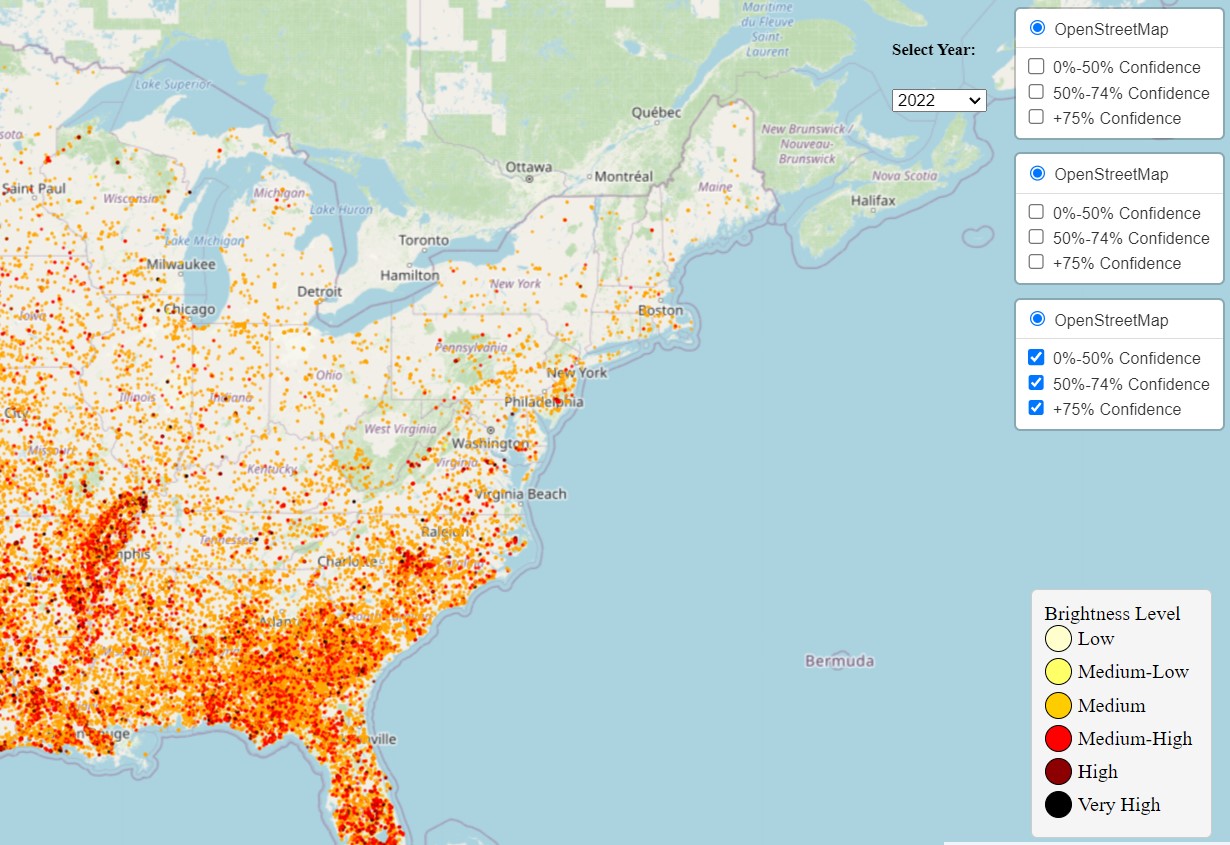 Maritime
du Fleuve
Saint-
Laurent
Select Year:
2022
OpenStreetMap
0%-50% Confidence
50%-74% Confidence
+75% Confidence
OpenStreetMap
0%-50% Confidence
50%-74% Confidence
+75% Confidence
OpenStreetMap
0%-50% Confidence
50%-74% Confidence
+75% Confidence
Lake Superior
Québec
New Brunswick /
Nouveau-
Brunswick
sota
Ottawa
Montréal
Nova Scotia
Saint Paul
Wisconsin
Michigan
Maine
Halifax
Lake Huron
Lake Michigan
Toronto
Milwaukee
Hamilton
New York
Detroit
Chicago
Iowa
Boston
Pennsylvania
Ohio
New York
Illinois
Indiana
Philadelphia
City
West Virginia
Washington
Missouri
Virginia
Kentucky
Virginia Beach
Raleigh
Tennessee
mphis
Charlotte
Atlant
Bermuda
n Rouge
ville
Brightness Level
Low
Medium-Low
Medium
Medium-High
High
Very High